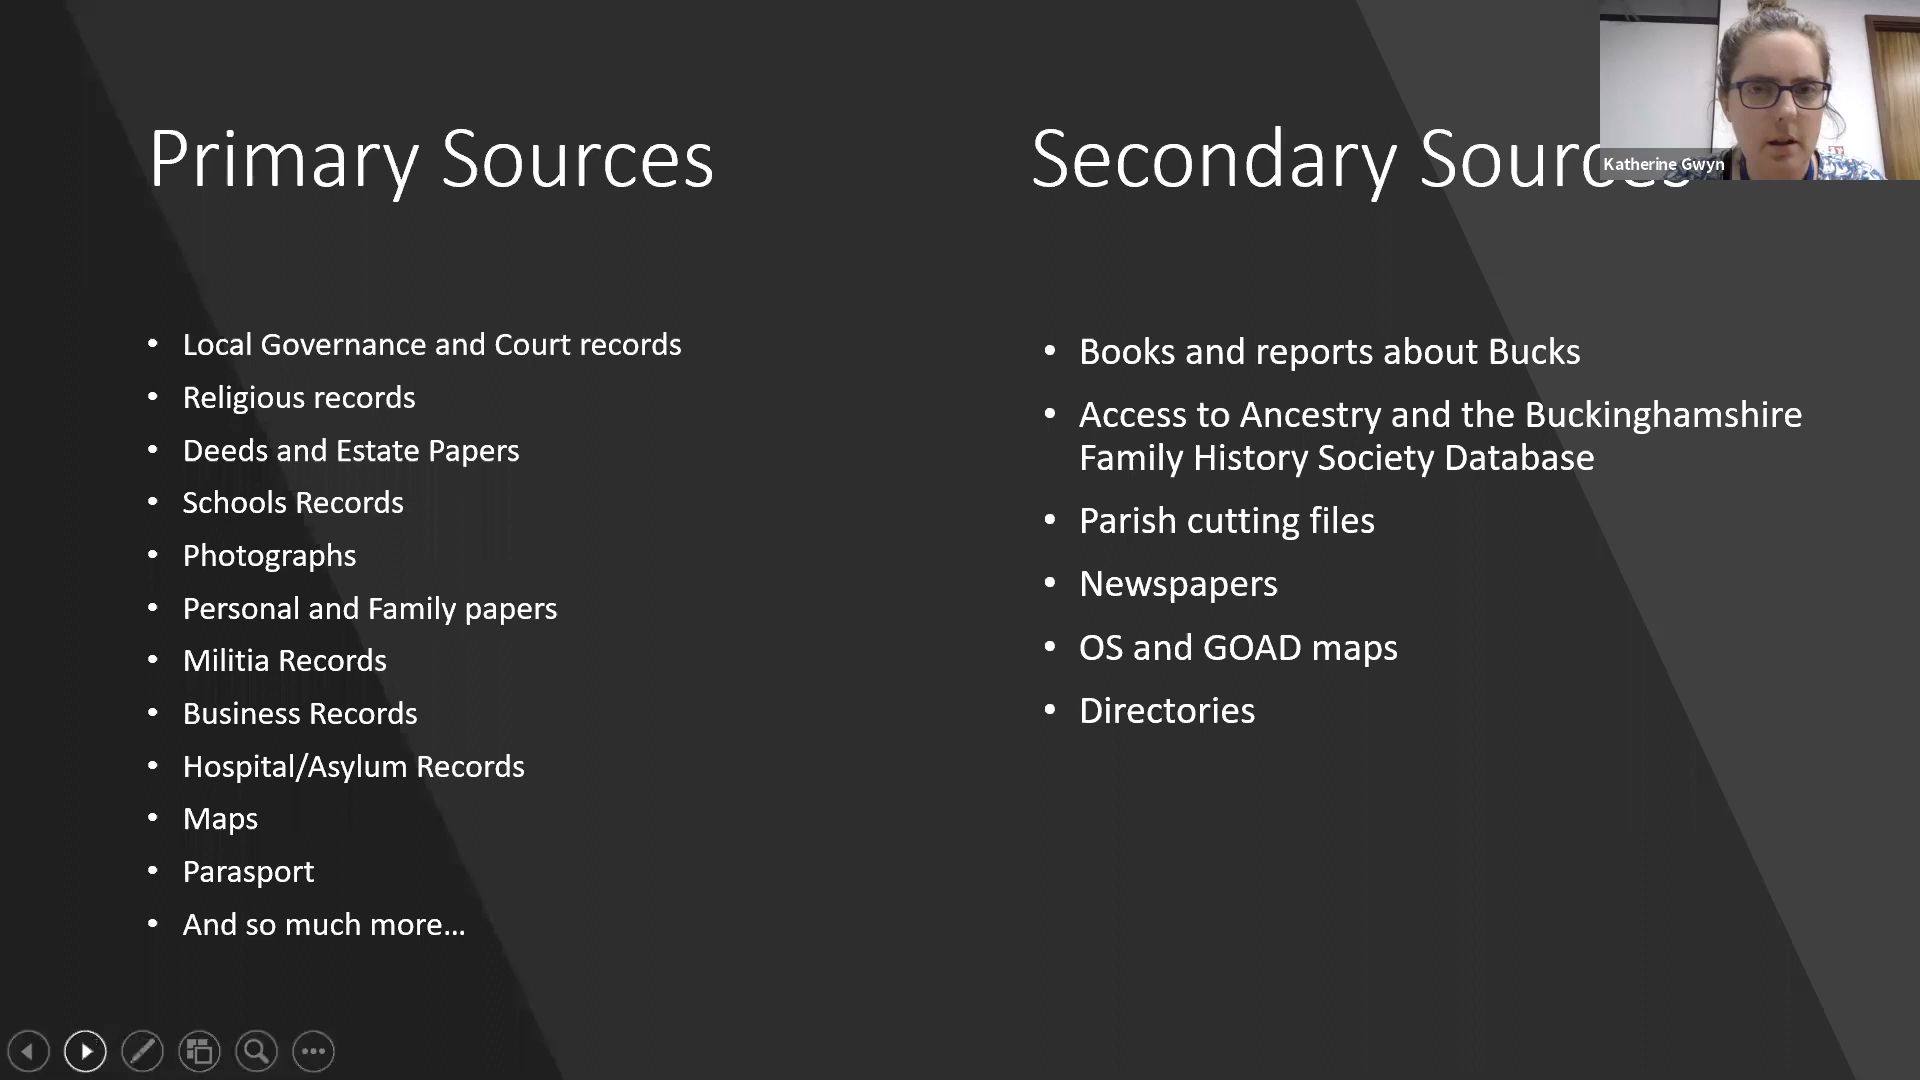 Primary Sources
• Local Governance and Court records
• Religious records
• Deeds and Estate Papers
• Schools Records
• Photographs
• Personal and Family papers
• Militia Records
• Business Records
• Hospital/Asylum Records
• Maps
• Parasport
• And so much more...
Secondary Sources
• Books and reports about Bucks
• Access to Ancestry and the Buckinghamshire
Family History Society Database
• Parish cutting files
• Newspapers
• OS and GOAD maps
• Directories
Katherine Gwyn